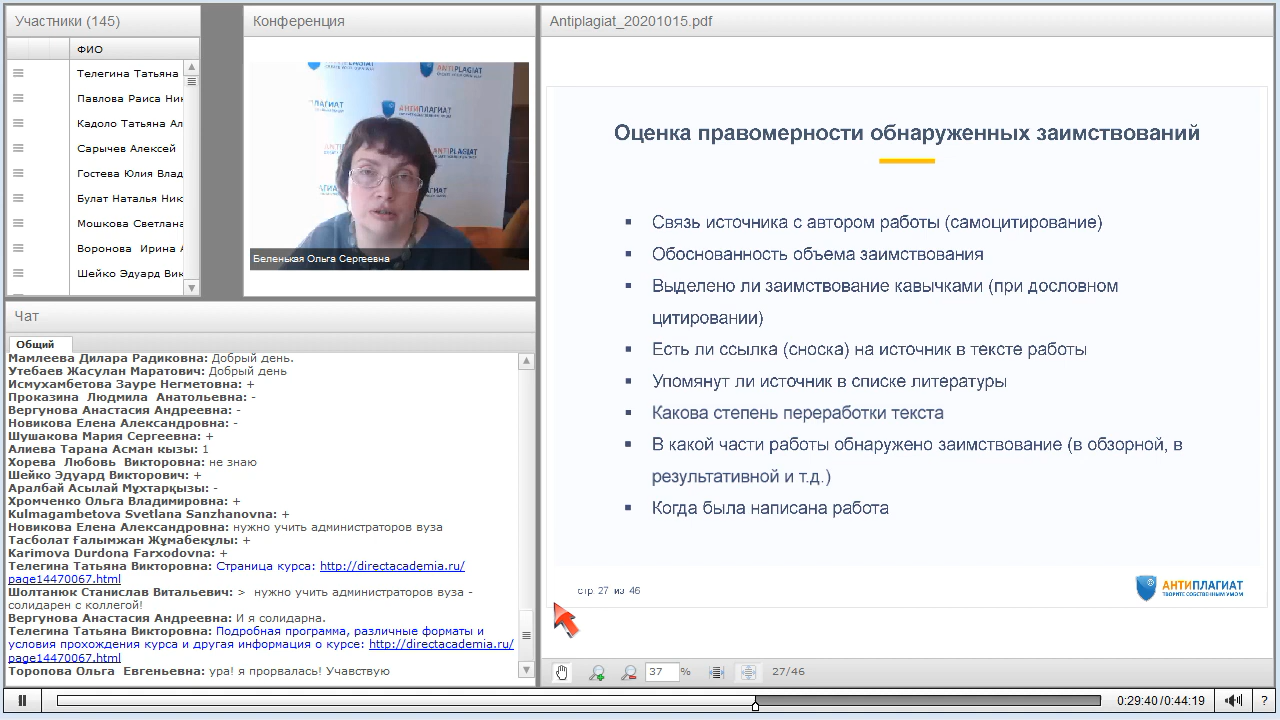 Участники (145)
ФИО
Телегина Татьяна
Павлова Раиса Ник
Кадоло Татьяна Ал
Сарычев Алексей
Гостева Юлия Влад
Булат Наталья Ник
Мошкова Светлана
Воронова Ирина А
Шейко Эдуард Вик
Конференция
ANTIPLAGIAT
АНТИПЛАГИАТ
Беленькая Ольга Сергеевна
Чат
Общий
Мамлеева Дилара Радиковна: Добрый день.
Утебаев Жасулан Маратович: Добрый день
Исмухамбетова Зауре Негметовна: +
Проказина Людмила Анатольевна: -
Вергунова Анастасия Андреевна: -
Новикова Елена Александровна: -
Шушакова Мария Сергеевна: +
Алиева Тарана Асман кызы: 1
Хорева Любовь Викторовна: не знаю
Шейко Эдуард Викторович: +
Аралбай Асылай Мұхтарқызы: -
Хромченко Ольга Владимировна: +
Kulmagambetova Svetlana Sanzhanovna: +
Новикова Елена Александровна: нужно учить администраторов вуза
Тасболат Ғалымжан Жұмабекұлы: +
Karimova Durdona Farxodovna: +
Телегина Татьяна Викторовна: Страница курса: http://directacademia.ru/
page14470067.html
Шолтанюк Станислав Витальевич: > нужно учить администраторов вуза -
солидарен с коллегой!
Вергунова Анастасия Андреевна: И я солидарна.
Телегина Татьяна Викторовна: Подробная программа, различные форматы и
условия прохождения курса и другая информация о курсе: http://directacademia.ru/
page14470067.html
Торопова Ольга Евгеньевна: ура! я прорвалась! Учавствую
Antiplagiat_20201015.pdf
Оценка правомерности обнаруженных заимствований
▪ Связь источника с автором работы (самоцитирование)
▪ Обоснованность объема заимствования
▪ Выделено ли заимствование кавычками (при дословном
цитировании)
▪ Есть ли ссылка (сноска) на источник в тексте работы
▪ Упомянут ли источник в списке литературы
▪ Какова степень переработки текста
▪ В какой части работы обнаружено заимствование (в обзорной, в
результативной и т.д.)
▪ Когда была написана работа
стр 27 из 46
АНТИПЛАГИАТ
ТВОРИТЕ СОБСТВЕННЫМ УМОМ
37 %
27/46
0:29:40/0:44:19
?